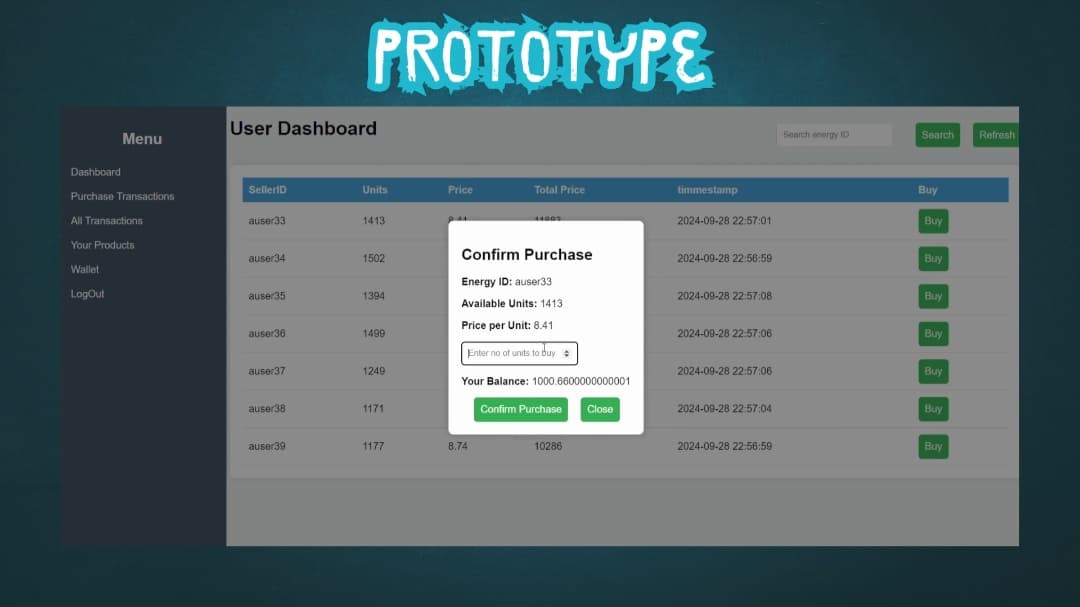 PROTOTYPE
Menu
Dashboard
Purchase Transactions
All Transactions
Your Products
Wallet
LogOut
User Dashboard
Search energy ID
Search
Refresh
SellerID Units Price Total Price timmestamp Buy
auser33 1413 8.41 11883 2024-09-28 22:57:01 Buy
auser34 1502 2024-09-28 22:56:59 Buy
auser35 1394 2024-09-28 22:57:08 Buy
auser36 1499 2024-09-28 22:57:06 Buy
auser37 1249 2024-09-28 22:57:06 Buy
auser38 1171 2024-09-28 22:57:04 Buy
auser39 1177 8.74 10286 2024-09-28 22:56:59 Buy
Confirm Purchase
Energy ID: auser33
Available Units: 1413
Price per Unit: 8.41
Enter no of units to buy
Your Balance: 1000.6600000000001
Confirm Purchase
Close